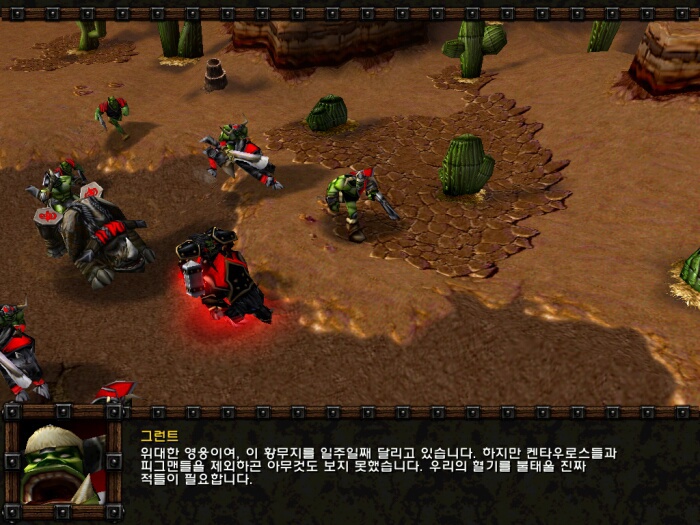 그런트
위대한 영웅이여, 이 황무지를 일주일째 달리고 있습니다. 하지만 켄타우로스들과
피그맨들을 제외하곤 아무것도 보지 못했습니다. 우리의 혈기를 불태울 진짜
적들이 필요합니다.